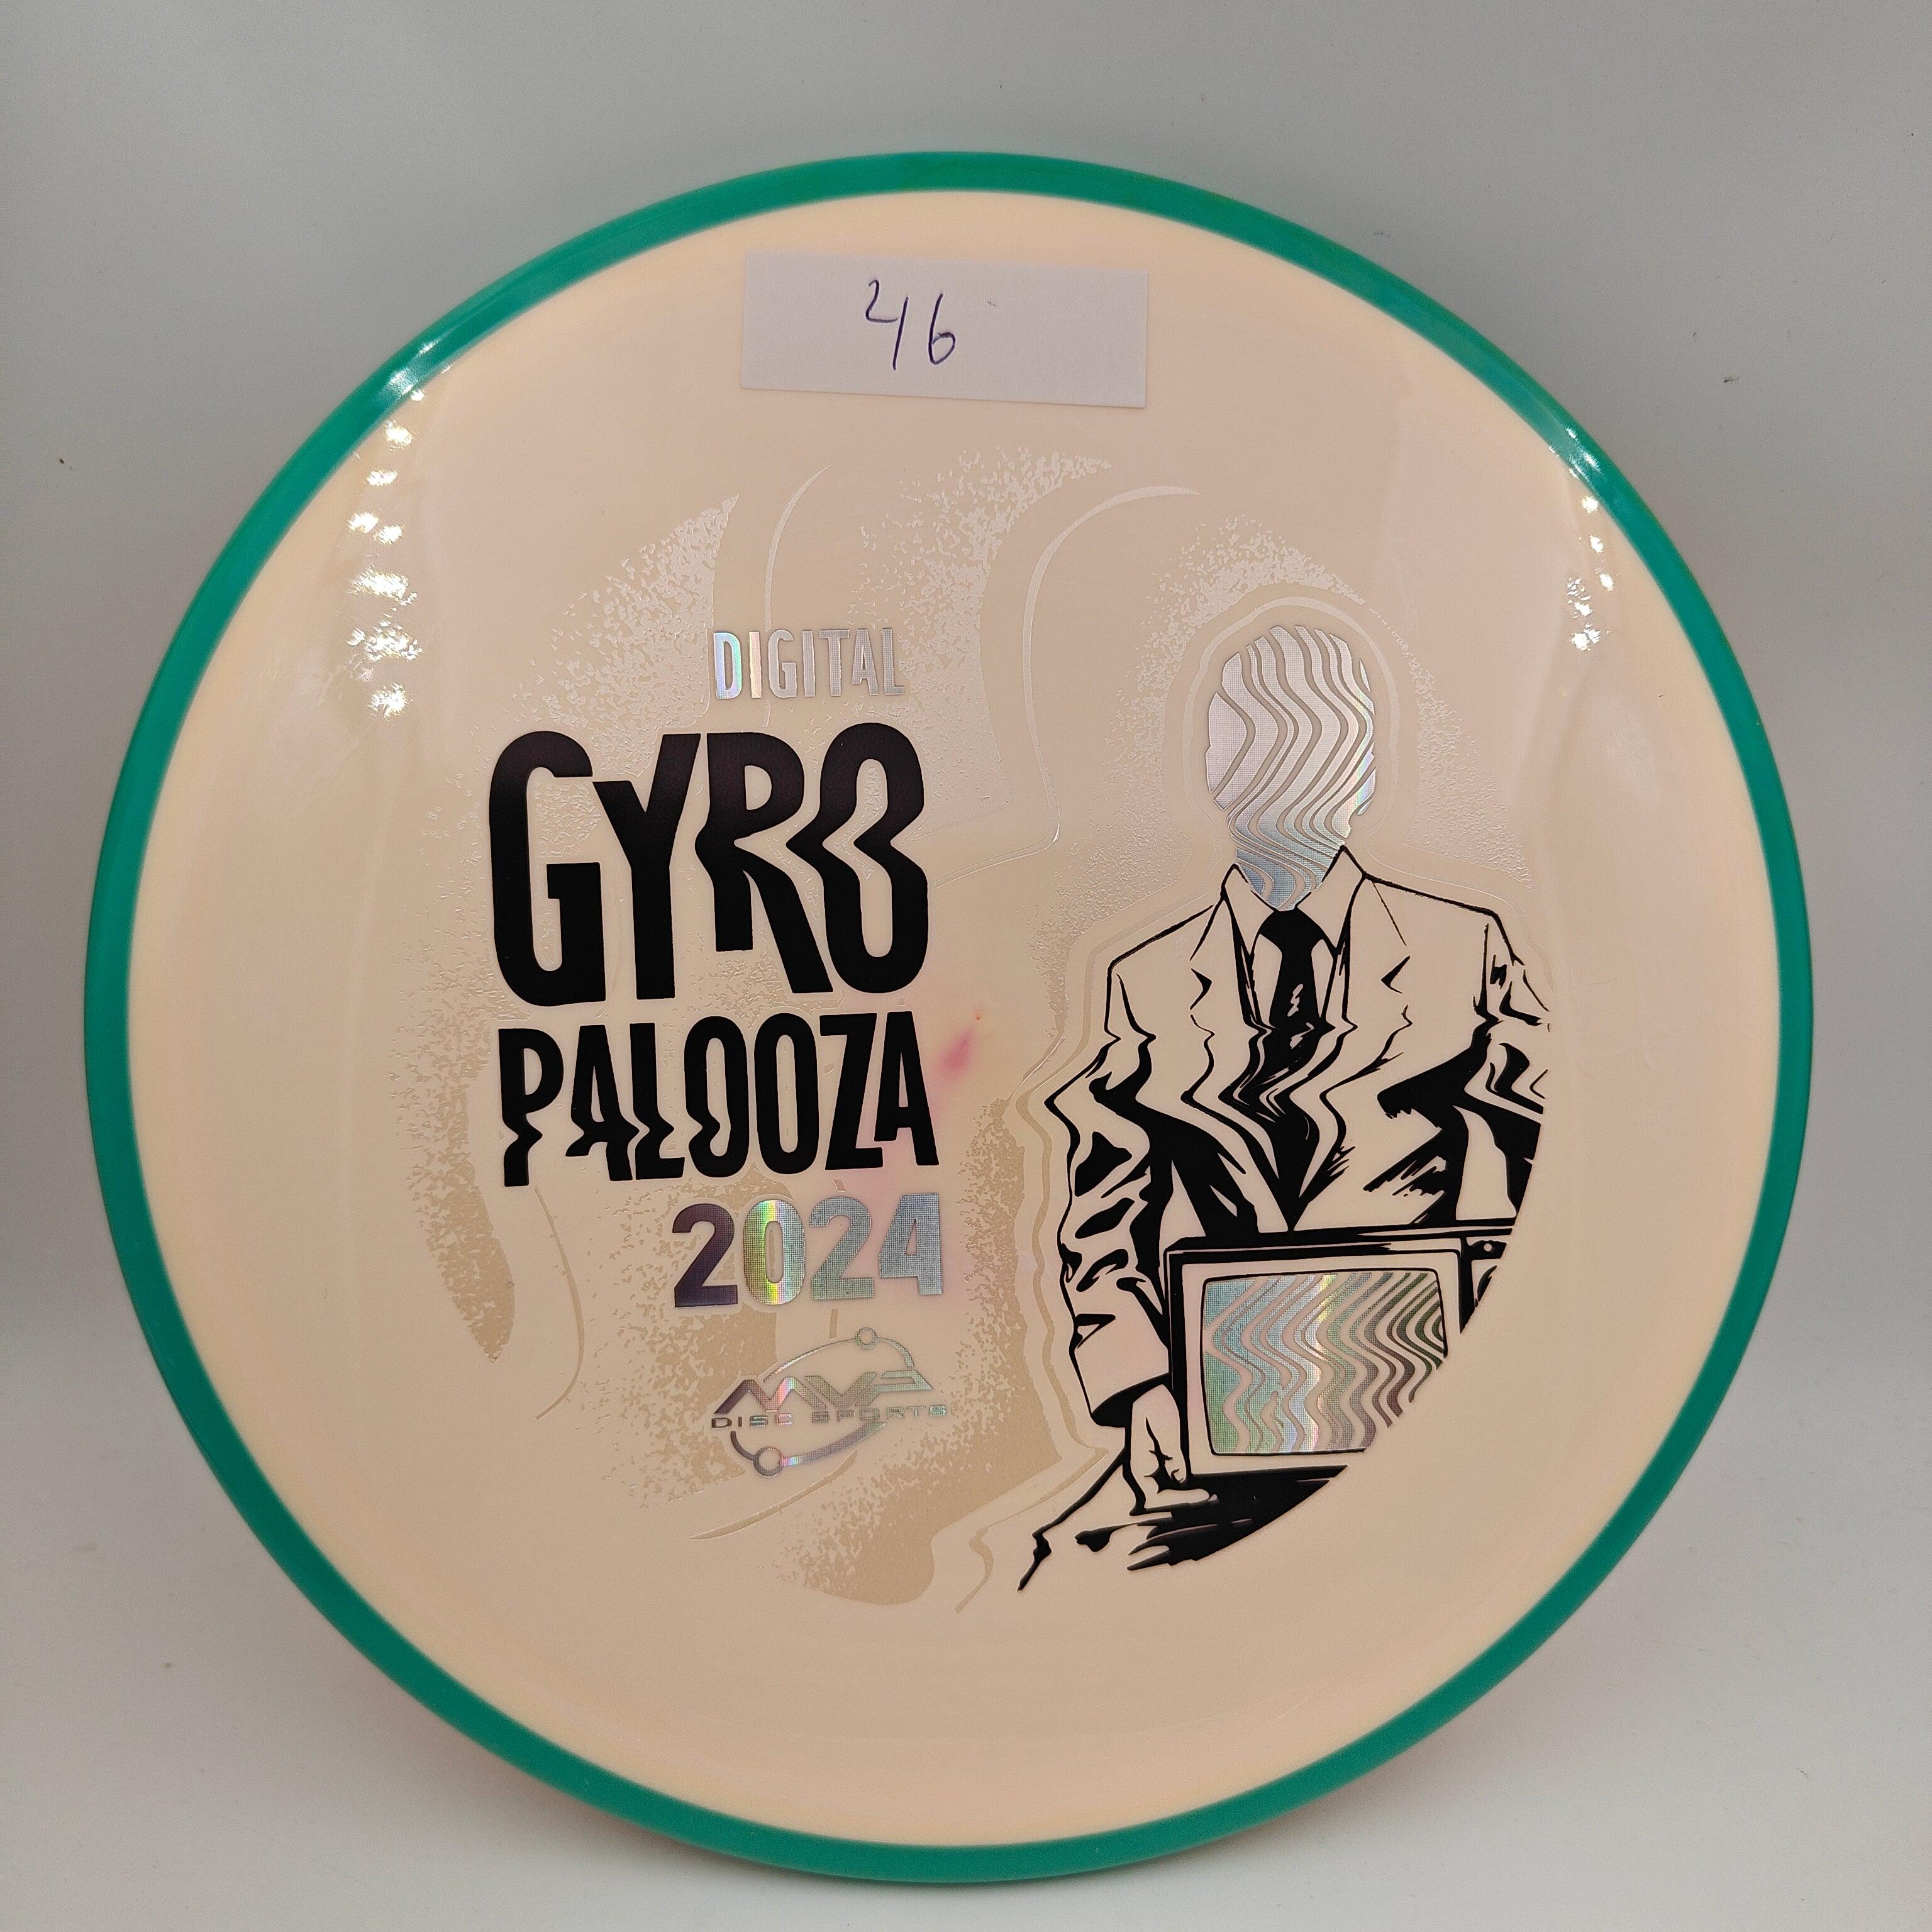 46
DIGITAL
GYRO
PALOOZA
2024
MVP
DISC SPORTS